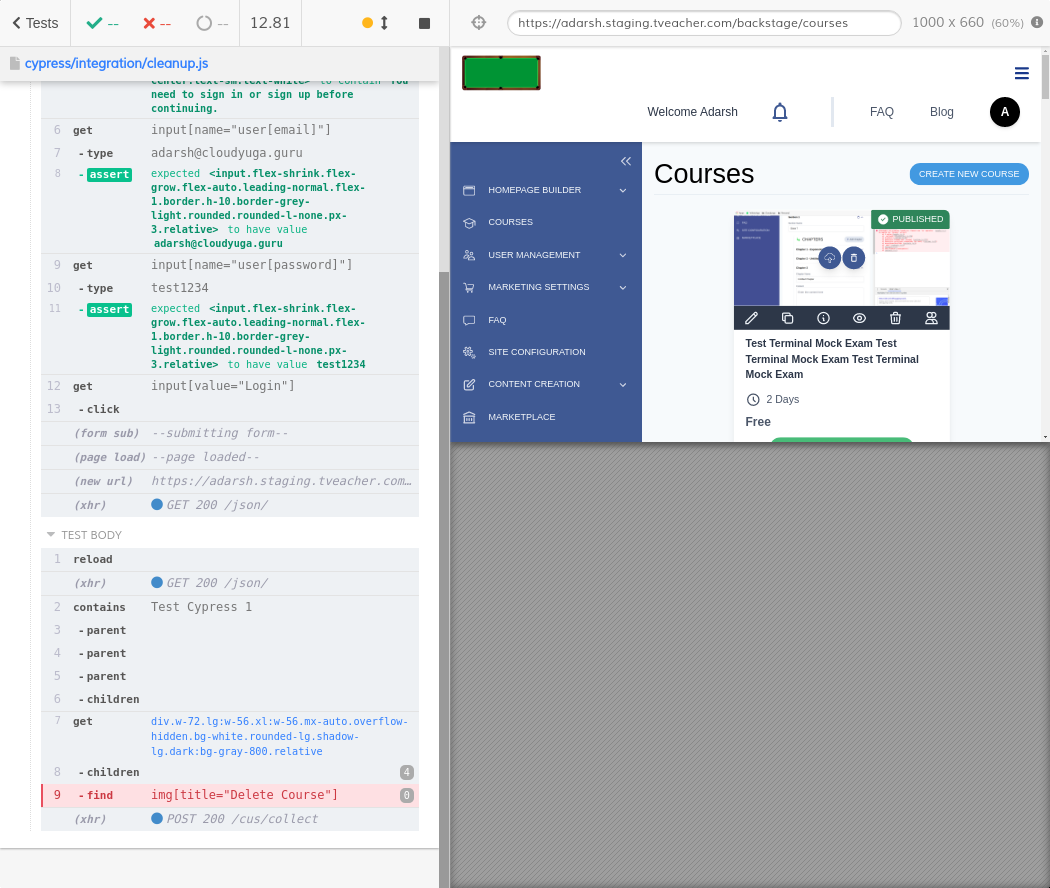 Tests
--
--
--
12.81
https://adarsh.staging.tveacher.com/backstage/courses
1000 x 660 (60%)
cypress/integration/cleanup.js
center.text-sm.text-white> to contain You
need to sign in or sign up before
continuing.
6 get input[name="user[email]"]
7 - type adarsh@cloudyuga.guru
8 - assert expected <input.flex-shrink.flex-
grow.flex-auto.leading-normal.flex-
1.border.h-10.border-grey-
light.rounded.rounded-l-none.px-
3.relative> to have value
adarsh@cloudyuga.guru
9 get input[name="user[password]"]
10 - type test1234
11 - assert expected <input.flex-shrink.flex-
grow.flex-auto.leading-normal.flex-
1.border.h-10.border-grey-
light.rounded.rounded-l-none.px-
3.relative> to have value test1234
12 get input[value="Login"]
13 - click
(form sub) --submitting form--
(page load) --page loaded--
(new url) https://adarsh.staging.tveacher.com…
(xhr) GET 200 /json/
TEST BODY
1 reload
(xhr) GET 200 /json/
2 contains Test Cypress 1
3 - parent
4 - parent
5 - parent
6 - children
7 get div.w-72.lg:w-56.xl:w-56.mx-auto.overflow-
hidden.bg-white.rounded-lg.shadow-
lg.dark:bg-gray-800.relative
8 - children 4
9 - find img[title="Delete Course"] 0
(xhr) POST 200 /cus/collect
Welcome Adarsh
FAQ
Blog
A
HOMEPAGE BUILDER
COURSES
USER MANAGEMENT
MARKETING SETTINGS
FAQ
SITE CONFIGURATION
CONTENT CREATION
MARKETPLACE
Courses
CREATE NEW COURSE
PUBLISHED
CHAPTERS
Test Terminal Mock Exam Test
Terminal Mock Exam Test Terminal
Mock Exam
2 Days
Free